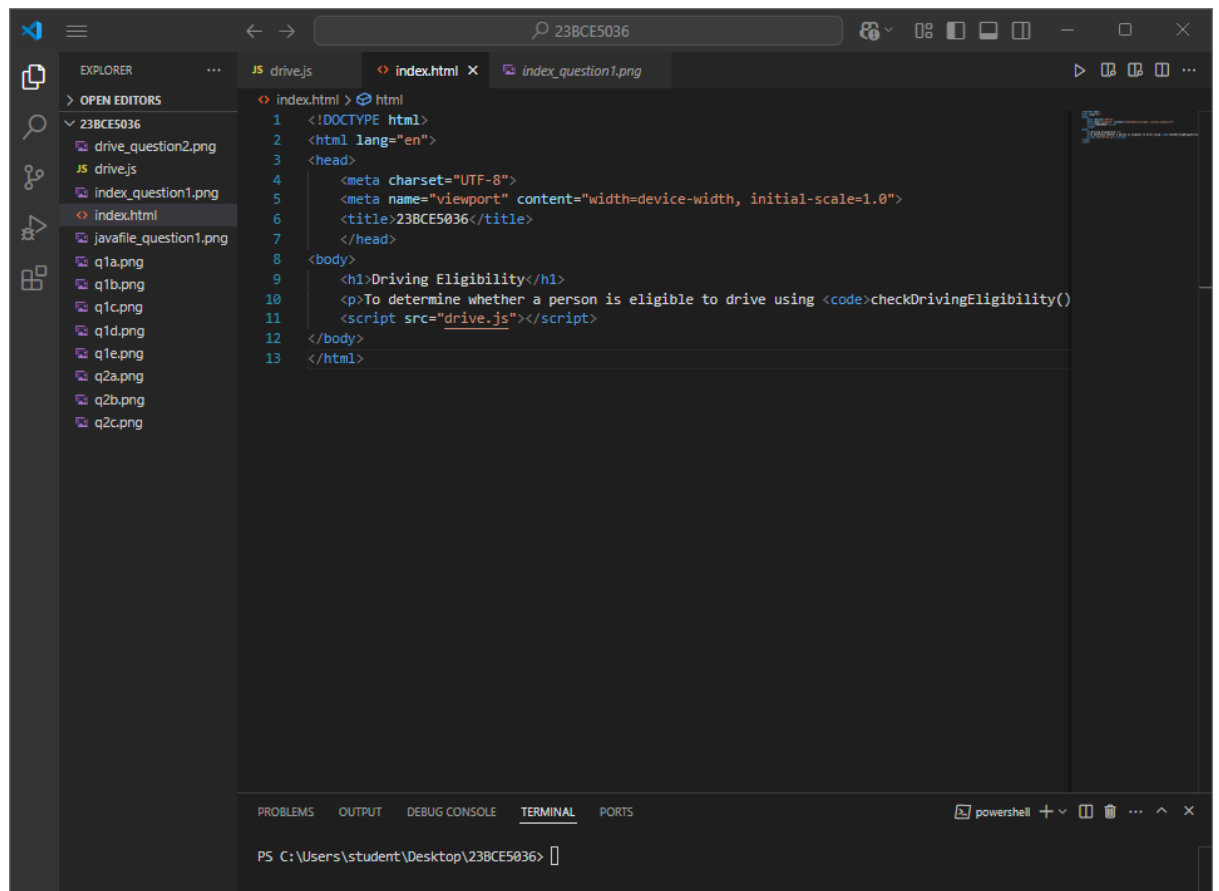 23BCE5036
EXPLORER ...
JS drive.js <> index.html × index_question1.png
> OPEN EDITORS
<> index.html > html
23BCE5036
drive_question2.png
JS drive.js
index_question1.png
<> index.html
javafile_question1.png
q1a.png
q1b.png
q1c.png
q1d.png
q1e.png
q2a.png
q2b.png
q2c.png
1 <!DOCTYPE html>
2 <html lang="en">
3 <head>
4     <meta charset="UTF-8">
5     <meta name="viewport" content="width=device-width, initial-scale=1.0">
6     <title>23BCE5036</title>
7     </head>
8 <body>
9     <h1>Driving Eligibility</h1>
10     <p>To determine whether a person is eligible to drive using <code>checkDrivingEligibility()
11     <script src="drive.js"></script>
12 </body>
13 </html>
PROBLEMS OUTPUT DEBUG CONSOLE TERMINAL PORTS powershell
PS C:\Users\student\Desktop\23BCE5036>